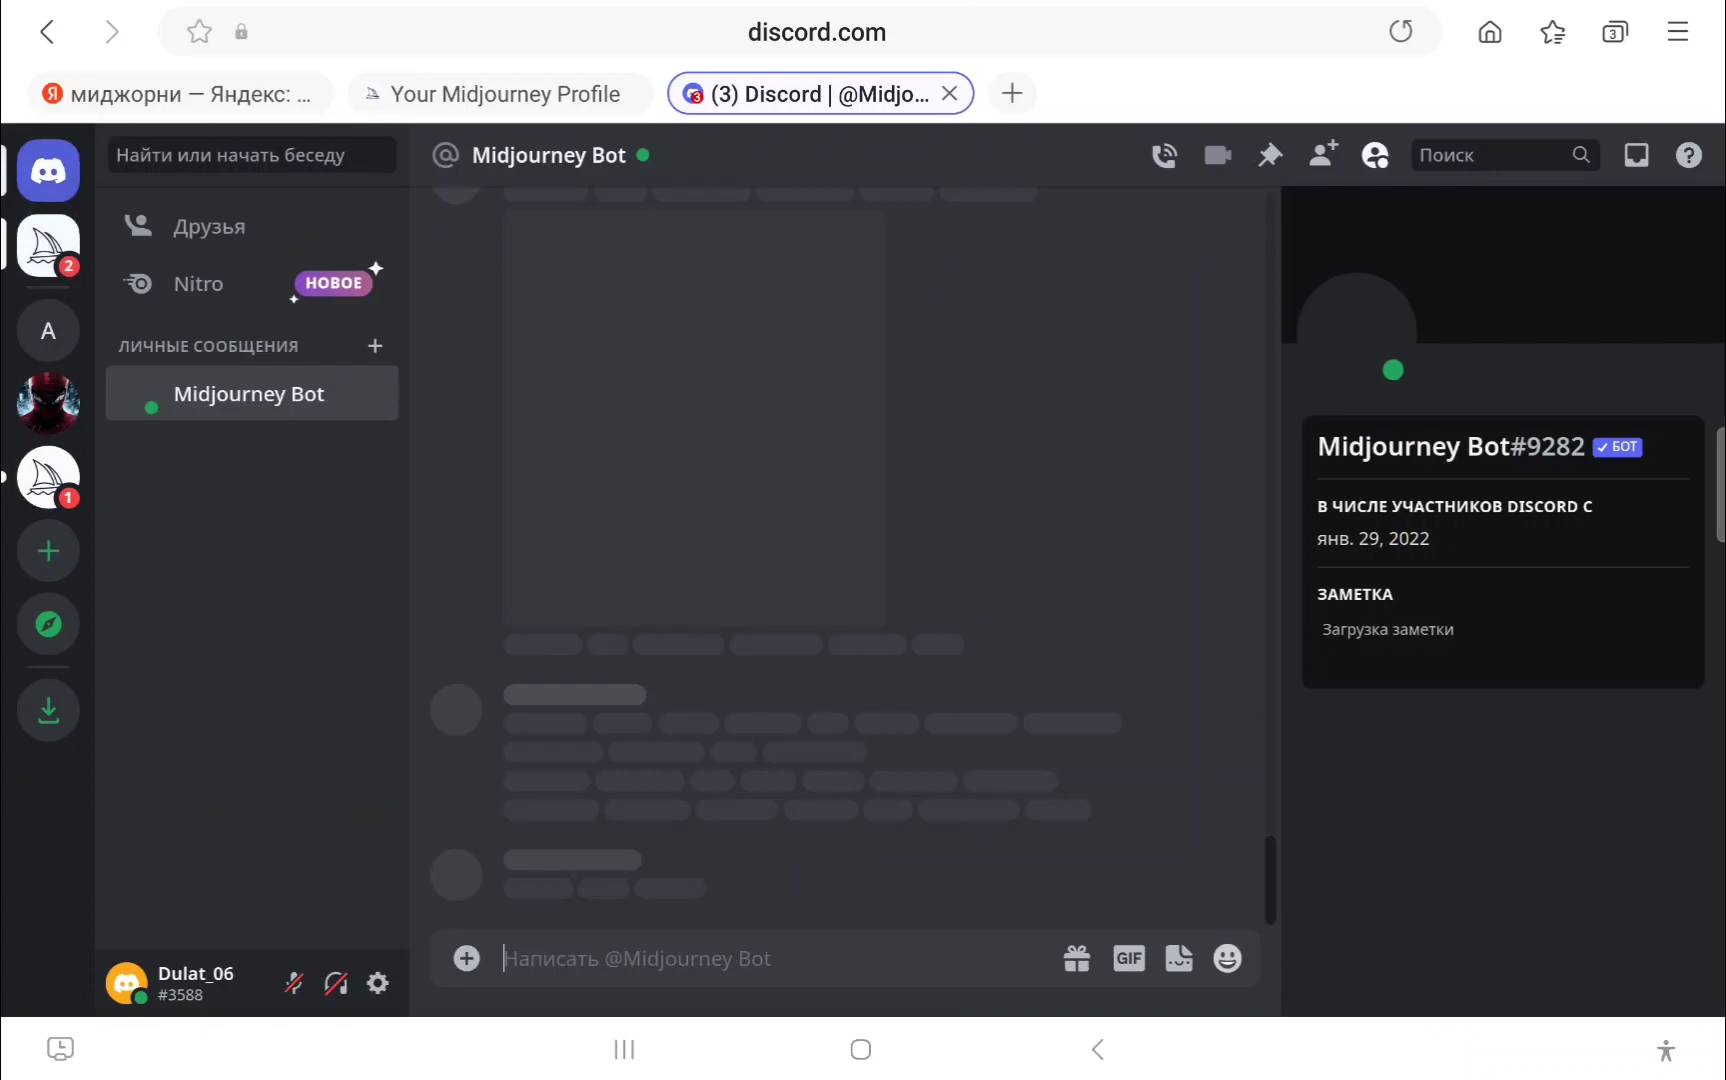 discord.com
Я миджорни — Яндекс: ...
Your Midjourney Profile
(3) Discord | @Midjo...
3
Найти или начать беседу
Midjourney Bot
Поиск
Друзья
2
Nitro
НОВОЕ
A
ЛИЧНЫЕ СООБЩЕНИЯ
Midjourney Bot
Midjourney Bot#9282
БОТ
1
В ЧИСЛЕ УЧАСТНИКОВ DISCORD С
янв. 29, 2022
ЗАМЕТКА
Загрузка заметки
Написать @Midjourney Bot
GIF
Dulat_06
#3588